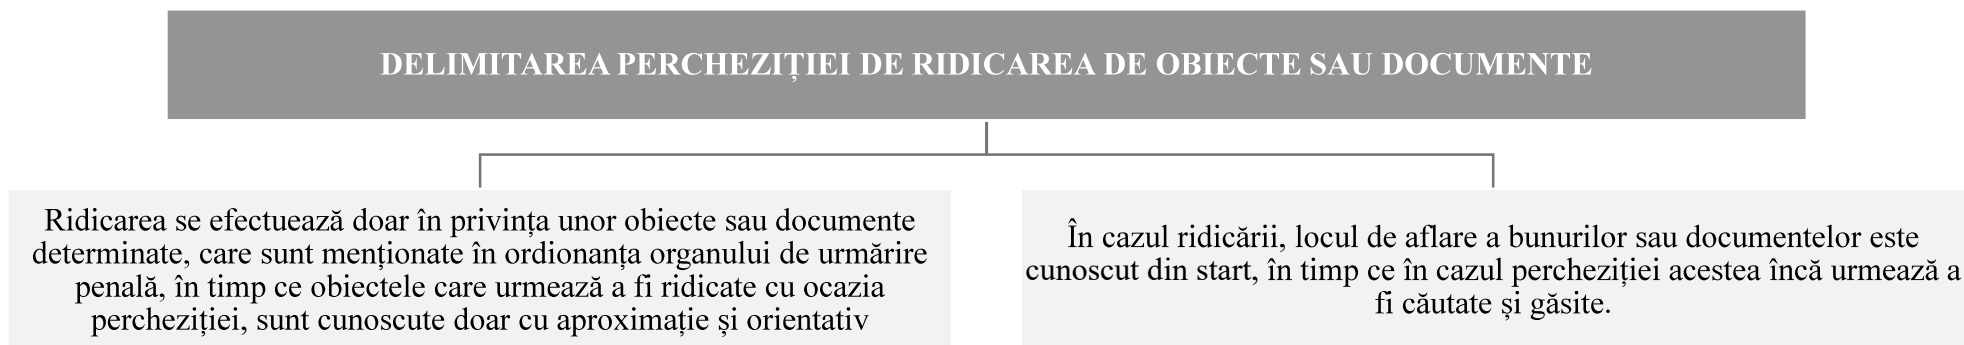 DELIMITAREA PERCHEZIȚIEI DE RIDICAREA DE OBIECTE SAU DOCUMENTE
Ridicarea se efectuează doar în privința unor obiecte sau documente
determinate, care sunt menționate în ordionanța organului de urmărire
penală, în timp ce obiectele care urmează a fi ridicate cu ocazia
percheziției, sunt cunoscute doar cu aproximație și orientativ
În cazul ridicării, locul de aflare a bunurilor sau documentelor este
cunoscut din start, în timp ce în cazul percheziției acestea încă urmează a
fi căutate și găsite.